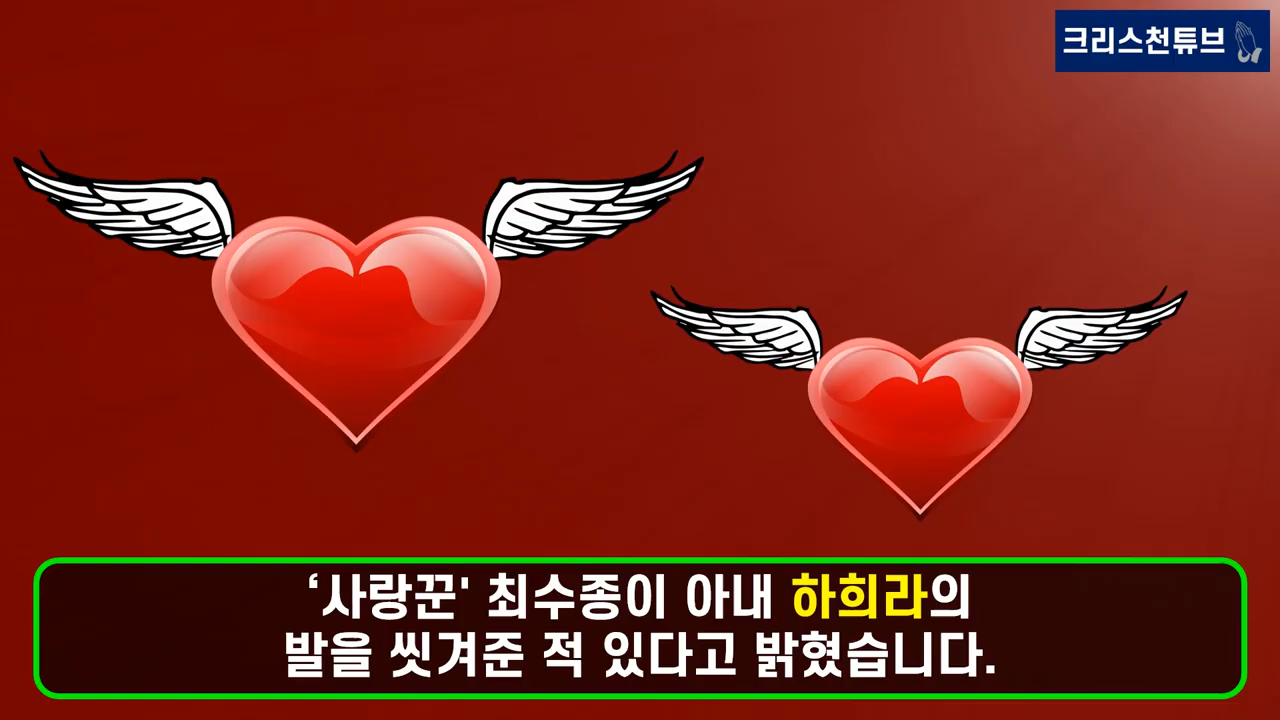 크리스천튜브
‘사랑꾼' 최수종이 아내 하희라의
발을 씻겨준 적 있다고 밝혔습니다.